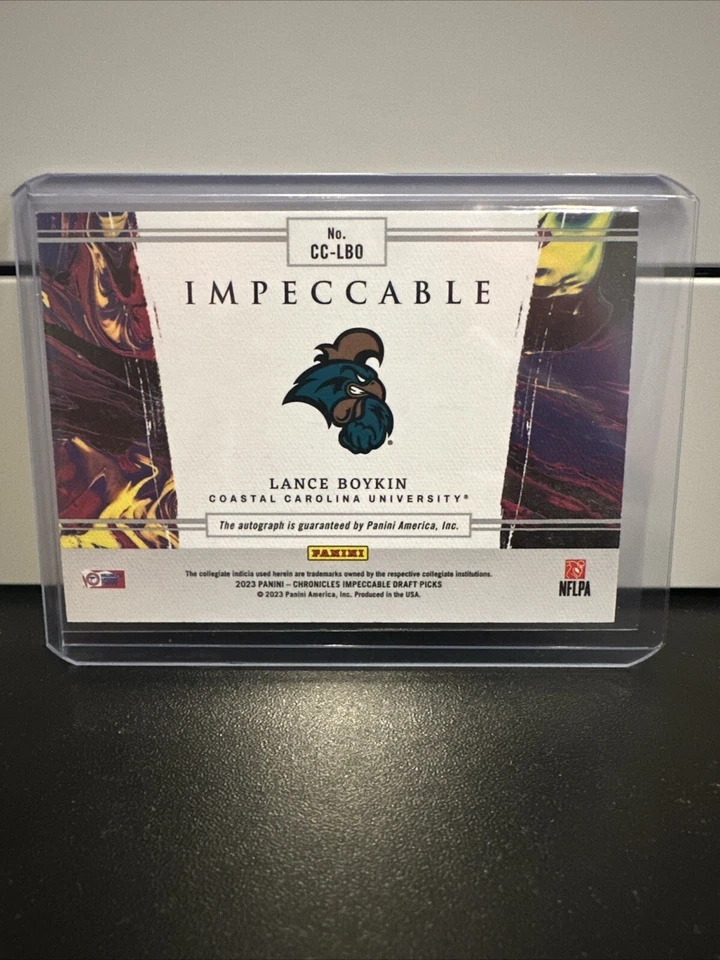 No.
CC-LBO
IMPECCABLE
LANCE BOYKIN
COASTAL CAROLINA UNIVERSITY®
The autograph is guaranteed by Panini America, Inc.
PANINI
The collegiate indicia used herein are trademarks owned by the respective collegiate institutions.
2023 PANINI – CHRONICLES IMPECCABLE DRAFT PICKS
© 2023 Panini America, Inc. Produced in the USA.
NFLPA